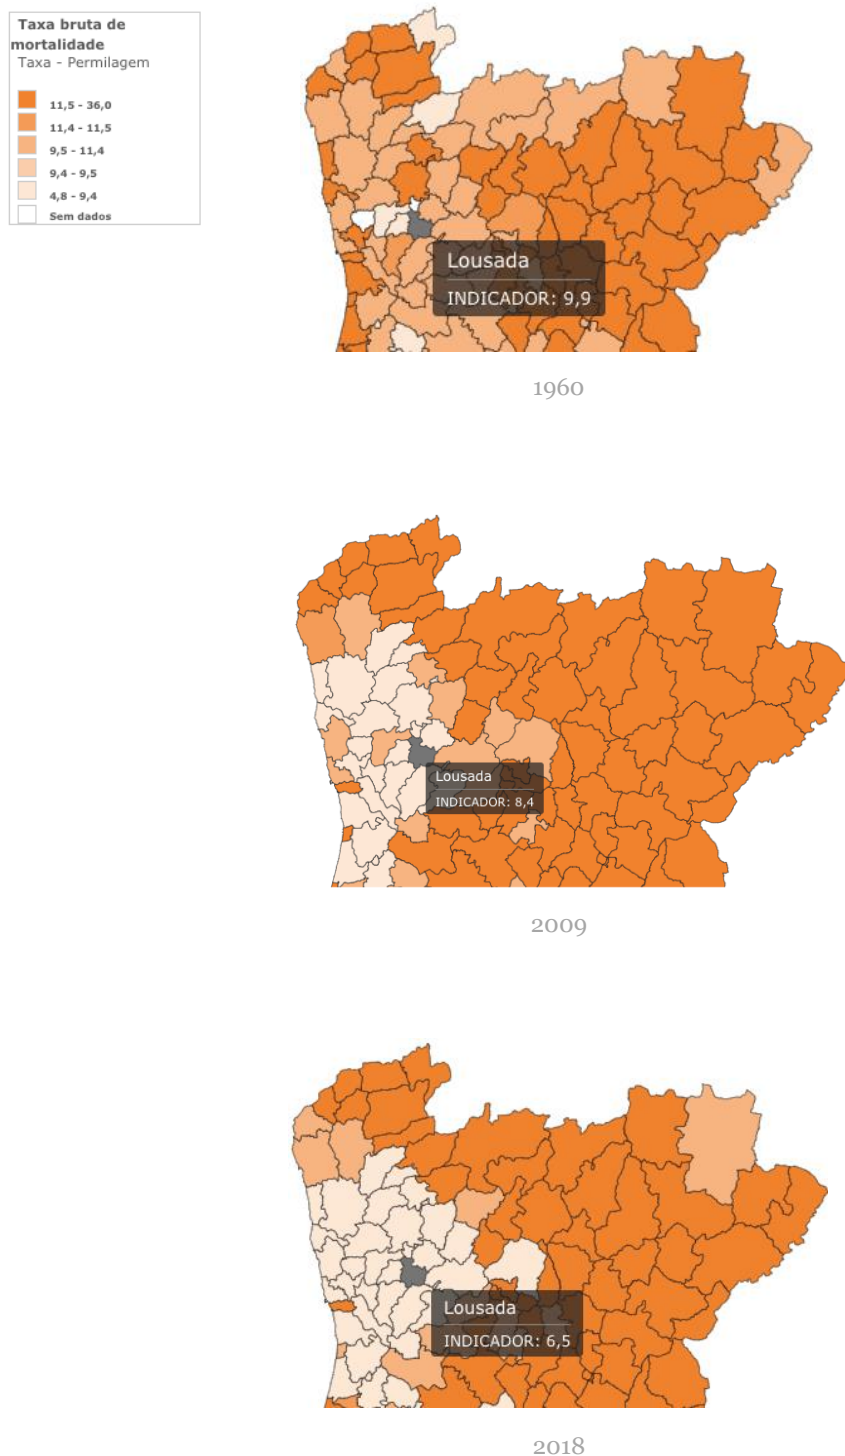 Taxa bruta de
mortalidade
Taxa - Permilagem
11,5 - 36,0
11,4 - 11,5
9,5 - 11,4
9,4 - 9,5
4,8 - 9,4
Sem dados
Lousada
INDICADOR: 9,9
1960
Lousada
INDICADOR: 8,4
2009
Lousada
INDICADOR: 6,5
2018